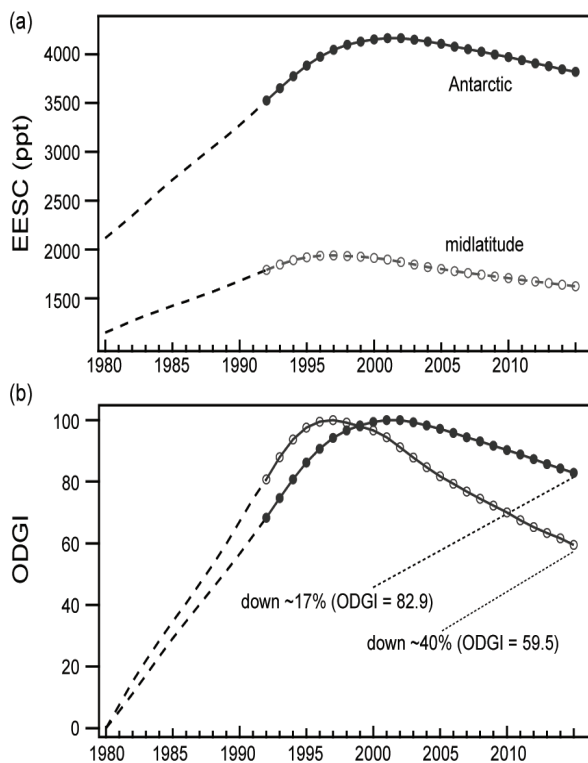 (a)
4000
3500
4000
2500
2000
1500
EESC (ppt)
Antarctic
midlatitude
1980 1985 1990 1995 2000 2005 2010
(b)
100
80
60
40
20
0
ODGI
down ~17% (ODGI = 82.9)
down ~40% (ODGI = 59.5)
1980 1985 1990 1995 2000 2005 2010